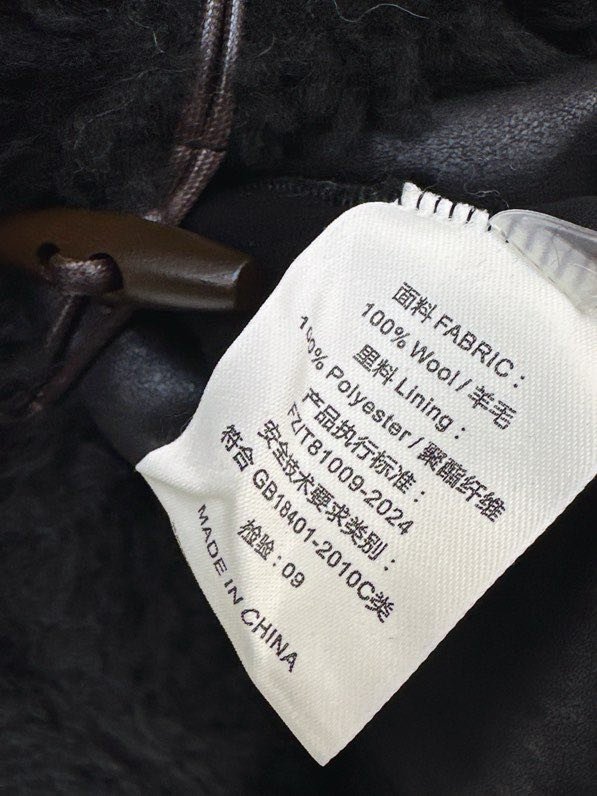 面料 FABRIC：
100% Wool / 羊毛
里料 Lining：
100% Polyester / 聚酯纤维
产品执行标准：
FZ/T81009-2024
安全技术要求类别：
符合 GB18401-2010C类
检验：09
MADE IN CHINA